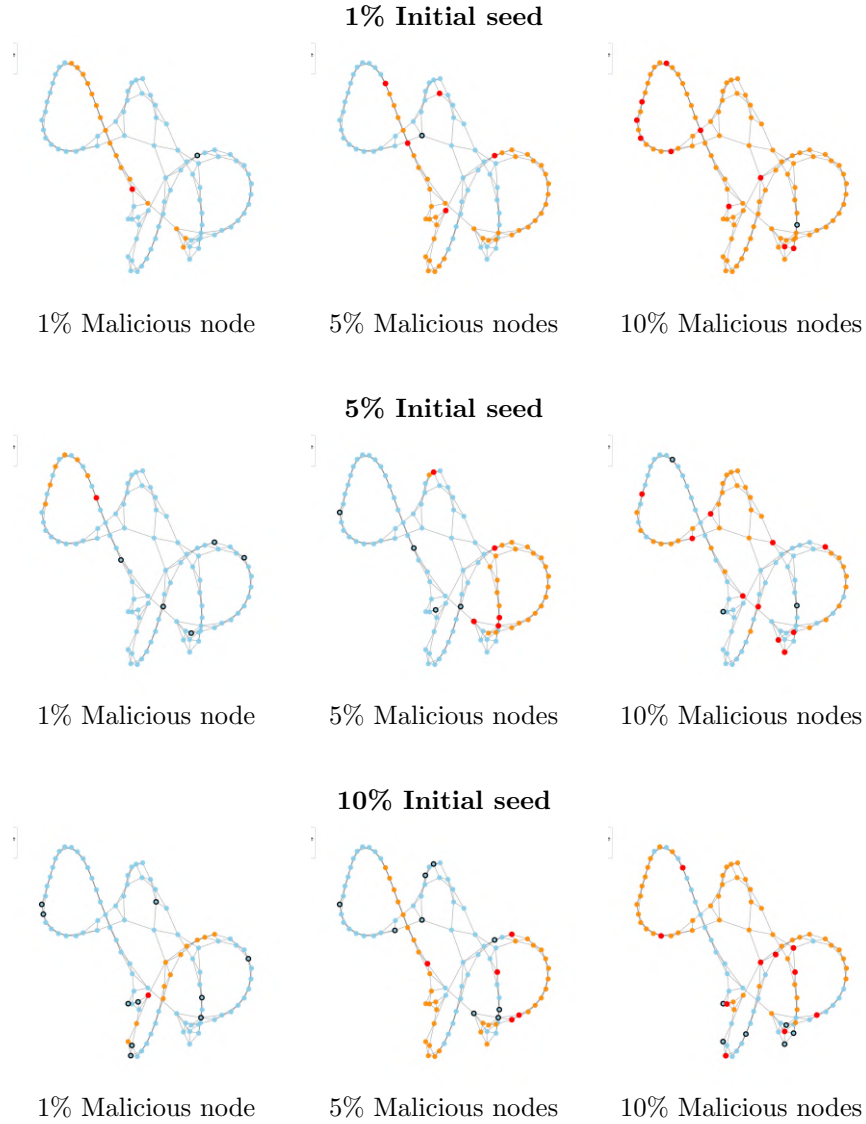 1% Initial seed
1% Malicious node
5% Malicious nodes
10% Malicious nodes
5% Initial seed
1% Malicious node
5% Malicious nodes
10% Malicious nodes
10% Initial seed
1% Malicious node
5% Malicious nodes
10% Malicious nodes